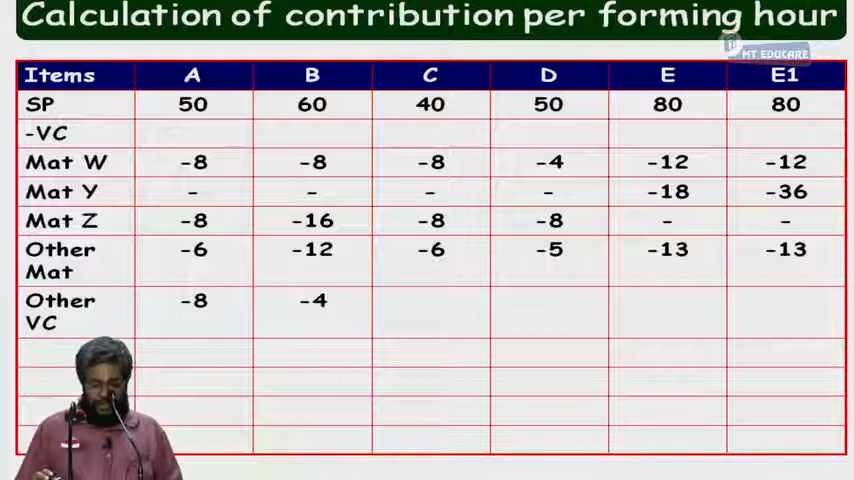 Calculation of contribution per forming hour
MT EDUCARE
Items A B C D E E1
SP 50 60 40 50 80 80
-VC
Mat W -8 -8 -8 -4 -12 -12
Mat Y - - - - -18 -36
Mat Z -8 -16 -8 -8 - -
Other -6 -12 -6 -5 -13 -13
Mat
Other -8 -4
VC